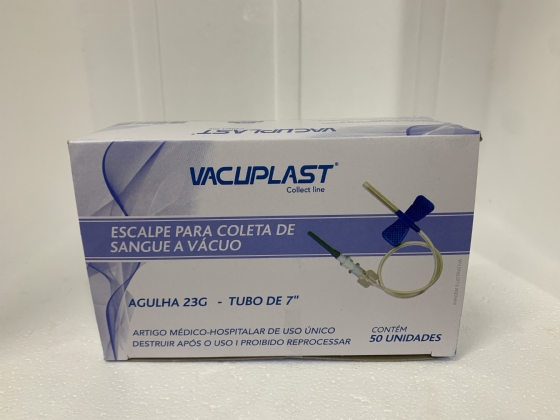 VACUPLAST
VACUPLAST®
Collect line
ESCALPE PARA COLETA DE
SANGUE A VÁCUO
AGULHA 23G - TUBO DE 7"
ARTIGO MÉDICO-HOSPITALAR DE USO ÚNICO
DESTRUIR APÓS O USO I PROIBIDO REPROCESSAR
CONTÉM
50 UNIDADES